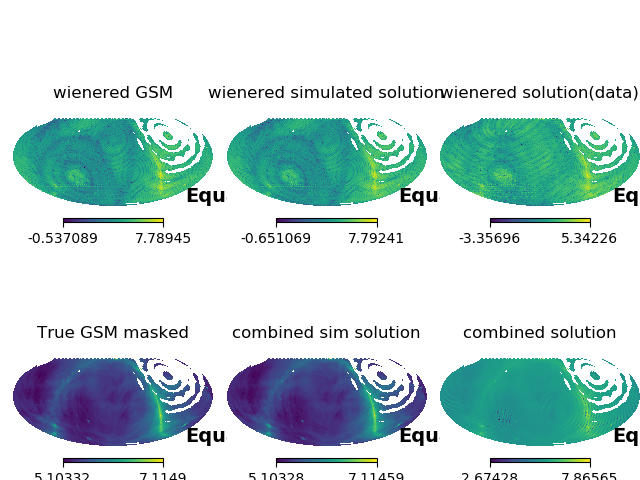 wienered GSM
wienered simulated solution
wienered solution(data)
Equ
Equ
Eq
-0.537089 7.78945
-0.651069 7.79241
-3.35696 5.34226
True GSM masked
combined sim solution
combined solution
Equ
Equ
Eq
5.10332 7.1149
5.10328 7.11459
2.67428 7.86565